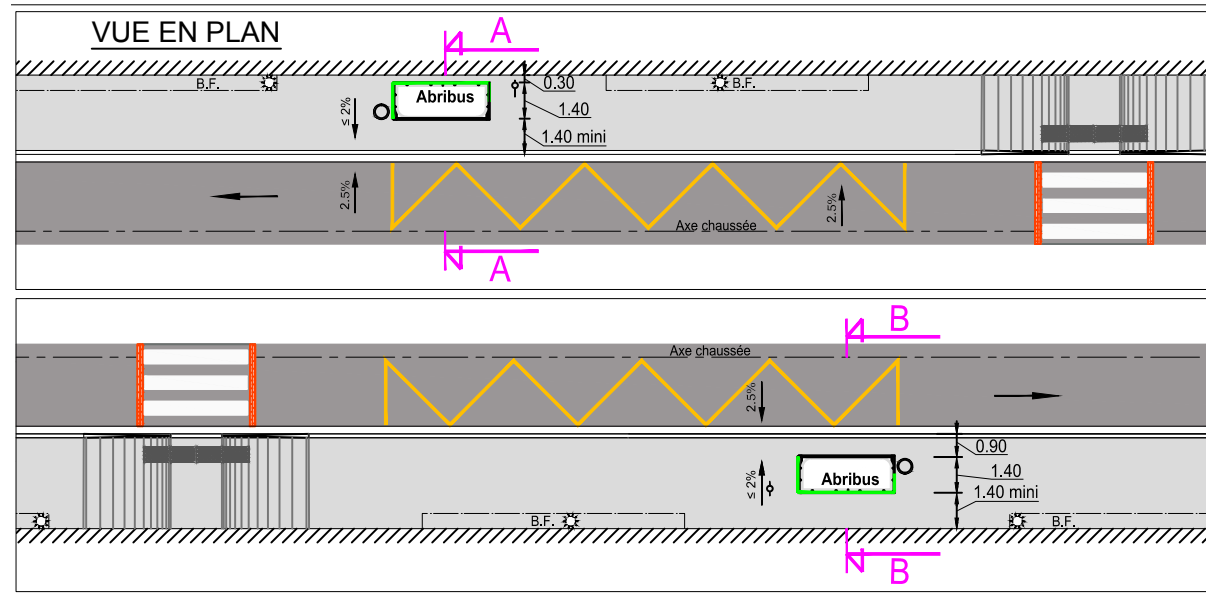 VUE EN PLAN
A
B.F.
Abribus
0.30
B.F.
≤ 2%
1.40
1.40 mini
2.5%
2.5%
Axe chaussée
A
B
Axe chaussée
2.5%
0.90
≤ 2%
Abribus
1.40
1.40 mini
B.F.
B.F.
B